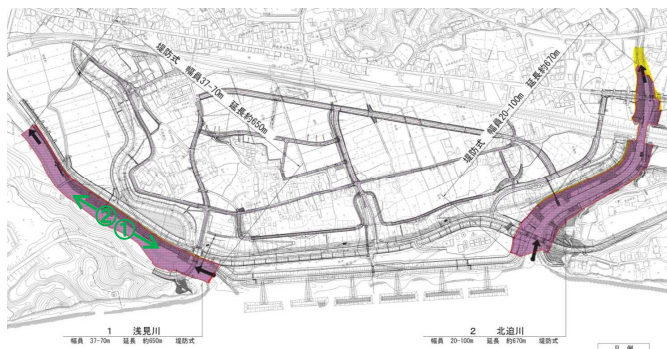 堤防式 幅員37-70m 延長約650m
堤防式 幅員20-100m 延長約670m
②①
1 浅見川
幅員 37-70m 延長 約650m 堤防式
2 北迫川
幅員 20-100m 延長 約670m 堤防式
凡 例